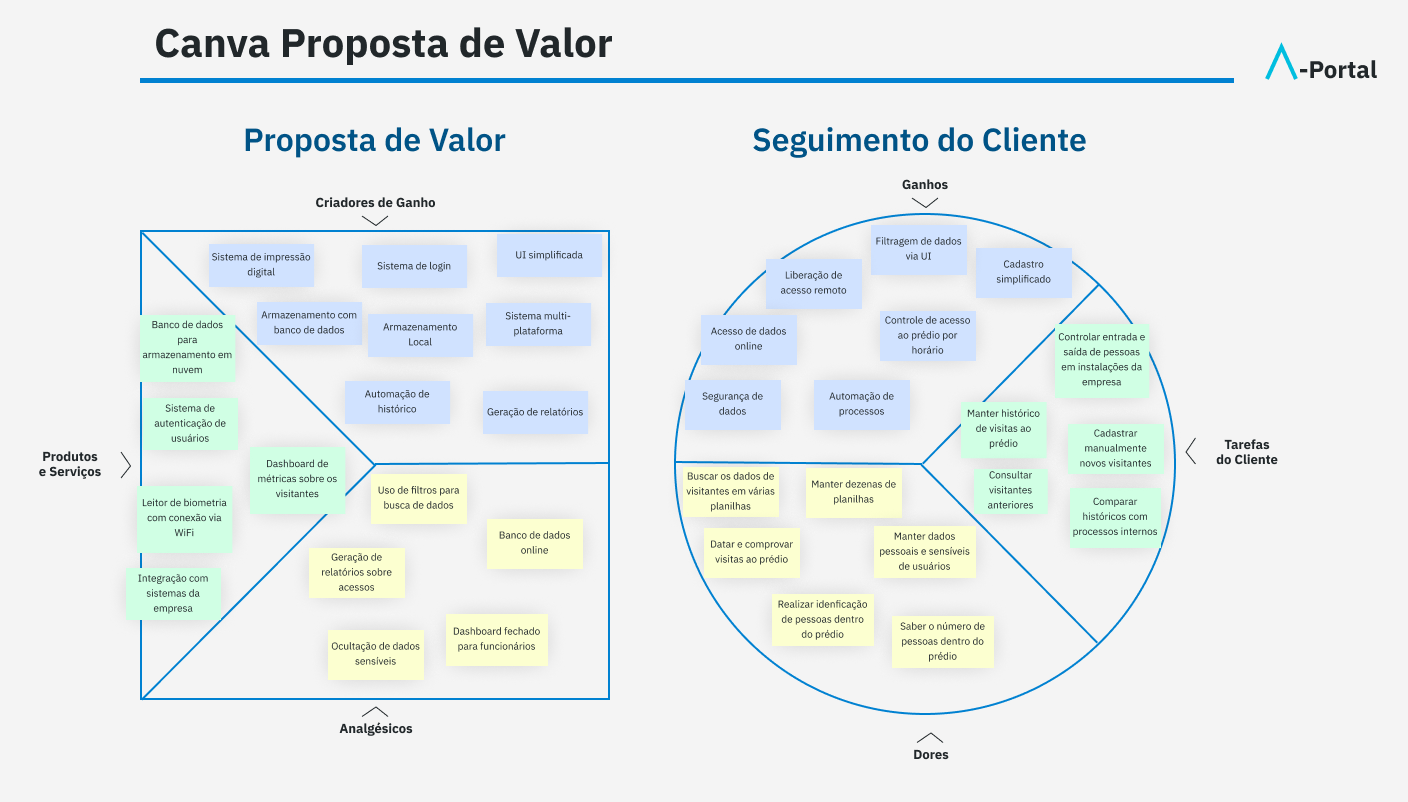 Canva Proposta de Valor
-Portal
Proposta de Valor
Criadores de Ganho
Sistema de impressão
digital
Sistema de login
UI simplificada
Armazenamento com
banco de dados
Armazenamento
Local
Sistema multi-
plataforma
Automação de
histórico
Geração de relatórios
Produtos
e Serviços
Banco de dados
para
armazenamento em
nuvem
Sistema de
autenticação de
usuários
Dashboard de
métricas sobre os
visitantes
Leitor de biometria
com conexão via
WiFi
Integração com
sistemas da
empresa
Uso de filtros para
busca de dados
Banco de dados
online
Geração de
relatórios sobre
acessos
Dashboard fechado
para funcionários
Ocultação de dados
sensíveis
Analgésicos
Seguimento do Cliente
Ganhos
Filtragem de dados
via UI
Cadastro
simplificado
Liberação de
acesso remoto
Acesso de dados
online
Controle de acesso
ao prédio por
horário
Segurança de
dados
Automação de
processos
Tarefas
do Cliente
Controlar entrada e
saída de pessoas
em instalações da
empresa
Manter histórico
de visitas ao
prédio
Cadastrar
manualmente
novos visitantes
Consultar
visitantes
anteriores
Comparar
históricos com
processos internos
Buscar os dados de
visitantes em várias
planilhas
Manter dezenas de
planilhas
Datar e comprovar
visitas ao prédio
Manter dados
pessoais e sensíveis
de usuários
Realizar idenficação
de pessoas dentro
do prédio
Saber o número de
pessoas dentro do
prédio
Dores